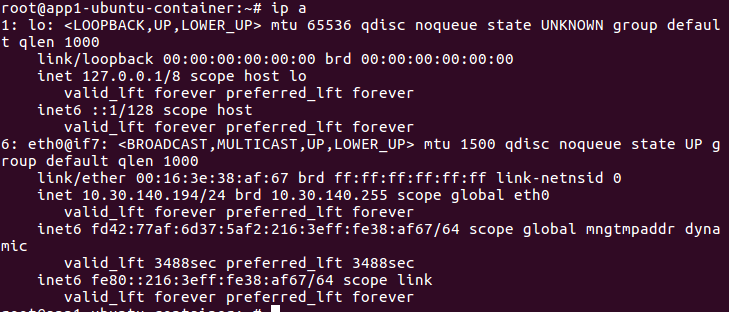 root@app1-ubuntu-container:~# ip a
1: lo: <LOOPBACK,UP,LOWER_UP> mtu 65536 qdisc noqueue state UNKNOWN group defaul
t qlen 1000
    link/loopback 00:00:00:00:00:00 brd 00:00:00:00:00:00
    inet 127.0.0.1/8 scope host lo
       valid_lft forever preferred_lft forever
    inet6 ::1/128 scope host
       valid_lft forever preferred_lft forever
6: eth0@if7: <BROADCAST,MULTICAST,UP,LOWER_UP> mtu 1500 qdisc noqueue state UP g
roup default qlen 1000
    link/ether 00:16:3e:38:af:67 brd ff:ff:ff:ff:ff:ff link-netnsid 0
    inet 10.30.140.194/24 brd 10.30.140.255 scope global eth0
       valid_lft forever preferred_lft forever
    inet6 fd42:77af:6d37:5af2:216:3eff:fe38:af67/64 scope global mngtmpaddr dyna
mic
       valid_lft 3488sec preferred_lft 3488sec
    inet6 fe80::216:3eff:fe38:af67/64 scope link
       valid_lft forever preferred_lft forever
root@app1-ubuntu-container:~#